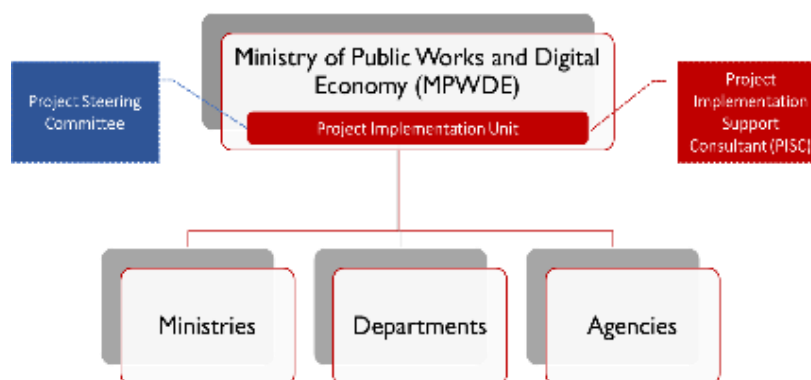 Ministry of Public Works and Digital
Economy (MPWDE)
Project Steering
Committee
Project Implementation Unit
Project
Implementation
Support
Consultant (PISC)
Ministries
Departments
Agencies